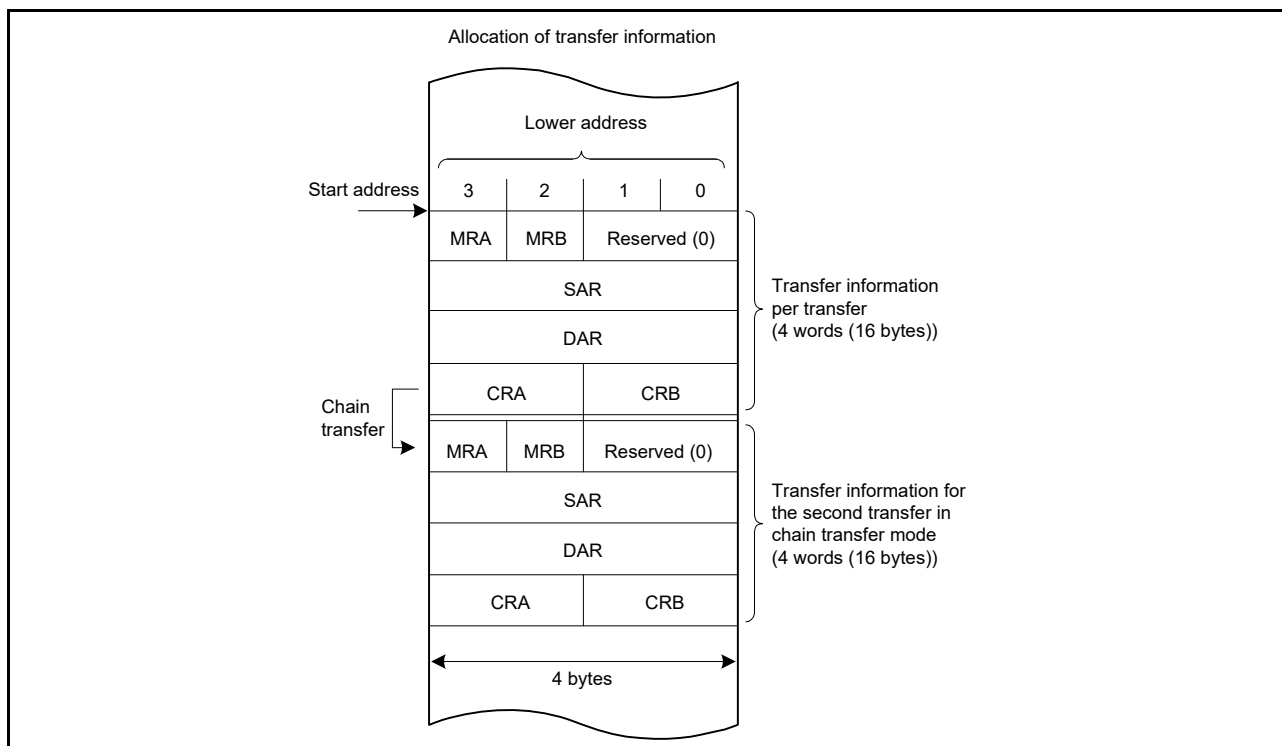 Allocation of transfer information
Lower address
Start address
3 2 1 0
MRA MRB Reserved (0)
SAR
DAR
CRA CRB
Transfer information
per transfer
(4 words (16 bytes))
Chain
transfer
MRA MRB Reserved (0)
SAR
DAR
CRA CRB
Transfer information for
the second transfer in
chain transfer mode
(4 words (16 bytes))
4 bytes